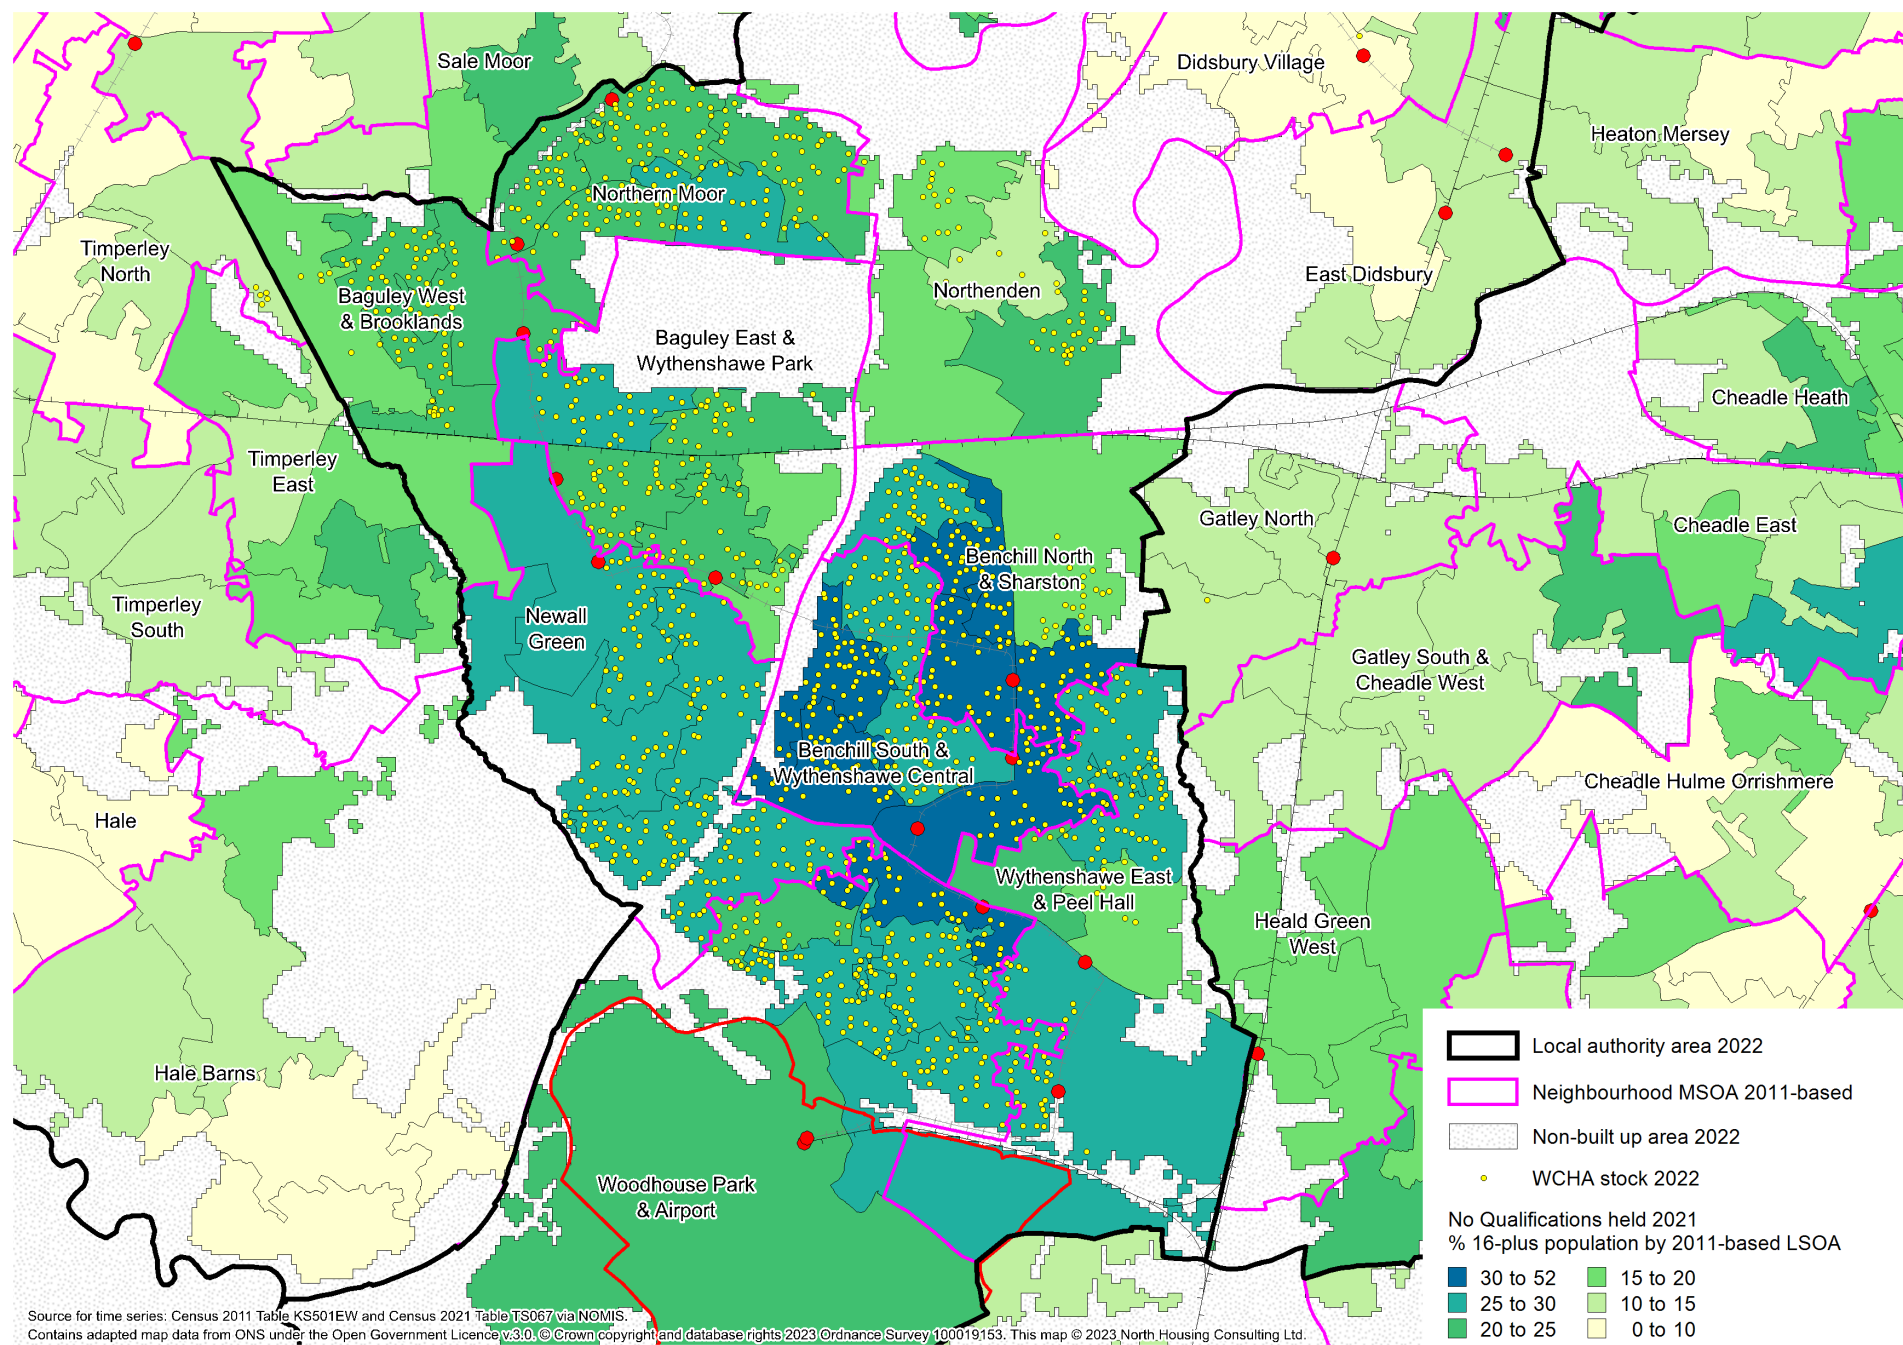 Sale Moor
Didsbury Village
Heaton Mersey
Northern Moor
Timperley
North
Baguley West
& Brooklands
Northenden
East Didsbury
Baguley East &
Wythenshawe Park
Cheadle Heath
Timperley
East
Gatley North
Cheadle East
Benchill North
& Sharston
Timperley
South
Newall
Green
Gatley South &
Cheadle West
Benchill South &
Wythenshawe Central
Cheadle Hulme Orrishmere
Hale
Wythenshawe East
& Peel Hall
Heald Green
West
Hale Barns
Woodhouse Park
& Airport
Local authority area 2022
Neighbourhood MSOA 2011-based
Non-built up area 2022
WCHA stock 2022
No Qualifications held 2021
% 16-plus population by 2011-based LSOA
30 to 52 15 to 20
25 to 30 10 to 15
20 to 25 0 to 10
Source for time series: Census 2011 Table KS501EW and Census 2021 Table TS067 via NOMIS.
Contains adapted map data from ONS under the Open Government Licence v.3.0. © Crown copyright and database rights 2023 Ordnance Survey 100019153. This map © 2023 North Housing Consulting Ltd.